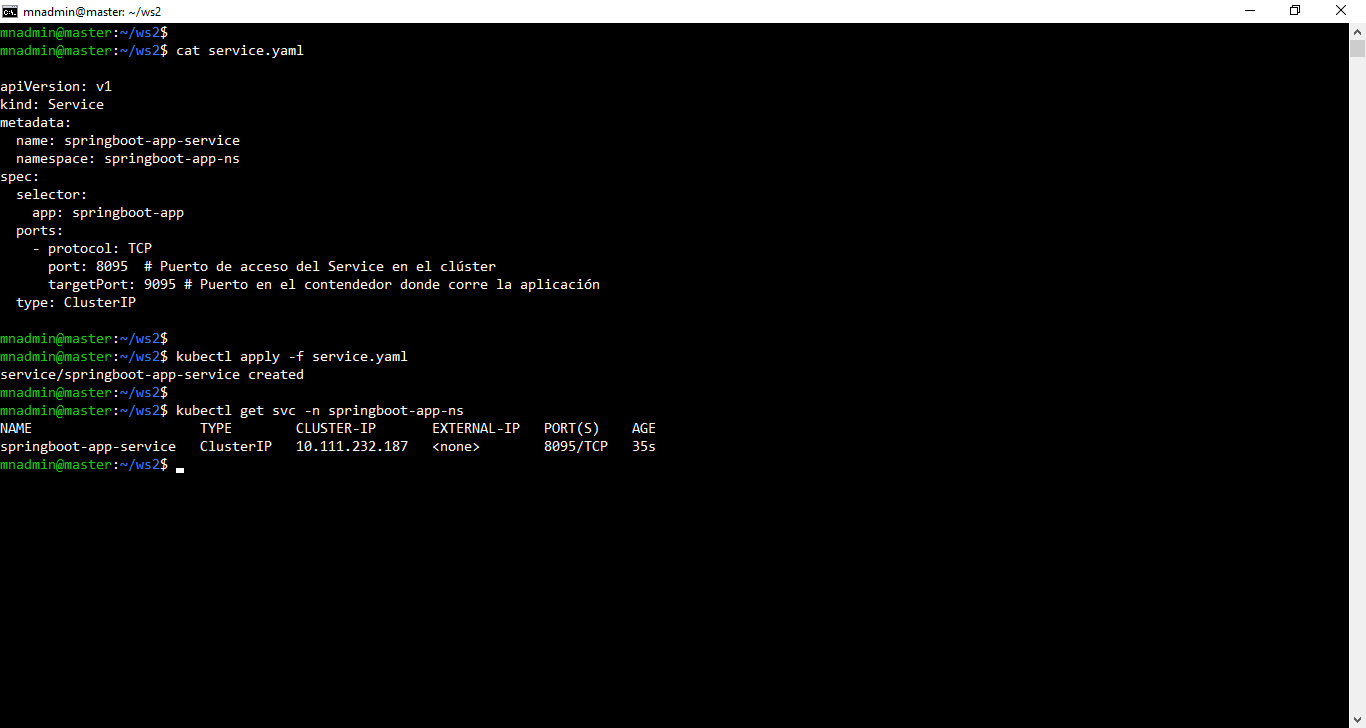 mnadmin@master: ~/ws2
mnadmin@master:~/ws2$
mnadmin@master:~/ws2$ cat service.yaml
apiVersion: v1
kind: Service
metadata:
  name: springboot-app-service
  namespace: springboot-app-ns
spec:
  selector:
    app: springboot-app
  ports:
    - protocol: TCP
      port: 8095  # Puerto de acceso del Service en el clúster
      targetPort: 9095 # Puerto en el contendedor donde corre la aplicación
  type: ClusterIP
mnadmin@master:~/ws2$
mnadmin@master:~/ws2$ kubectl apply -f service.yaml
service/springboot-app-service created
mnadmin@master:~/ws2$
mnadmin@master:~/ws2$ kubectl get svc -n springboot-app-ns
NAME                     TYPE        CLUSTER-IP       EXTERNAL-IP   PORT(S)    AGE
springboot-app-service   ClusterIP   10.111.232.187   <none>        8095/TCP   35s
mnadmin@master:~/ws2$